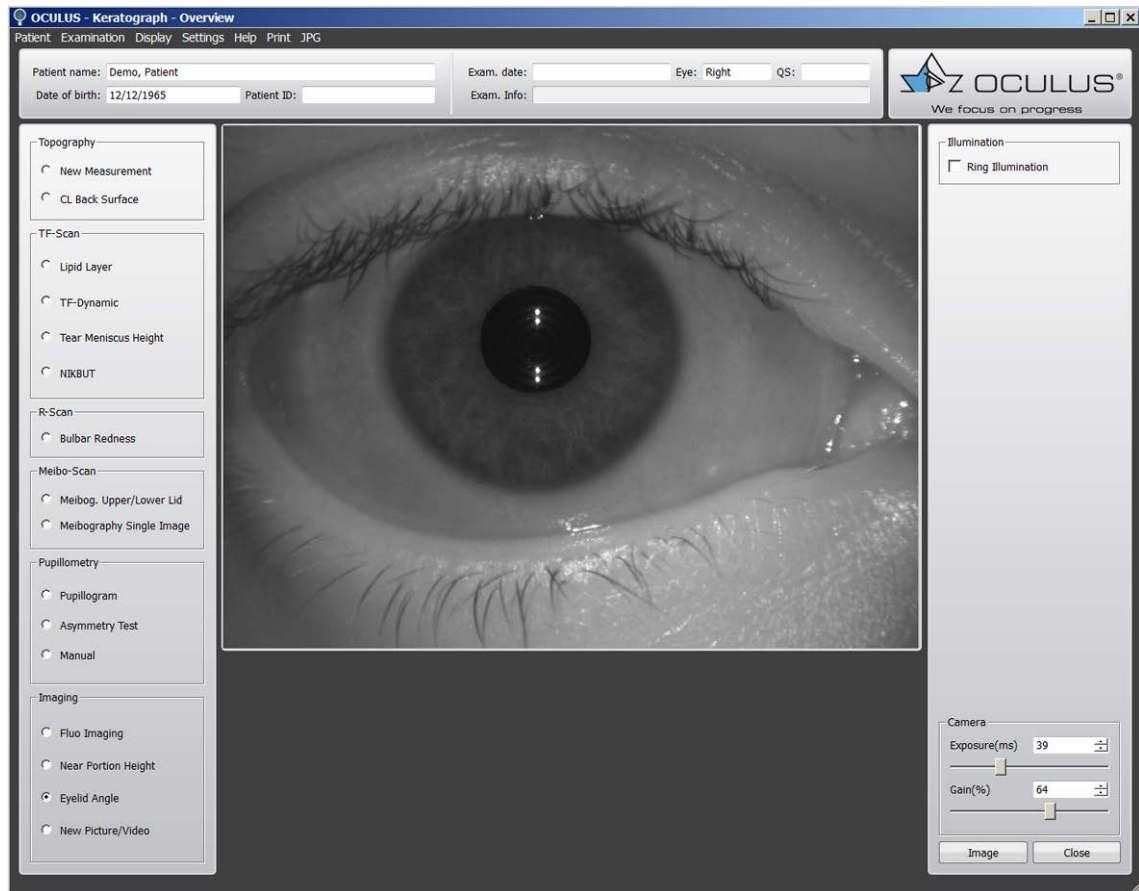 OCULUS - Keratograph - Overview
Patient Examination Display Settings Help Print JPG
Patient name: Demo, Patient
Date of birth: 12/12/1965 Patient ID:
Exam. date: Eye: Right QS:
Exam. Info:
OCULUS®
We focus on progress
Topography
New Measurement
CL Back Surface
TF-Scan
Lipid Layer
TF-Dynamic
Tear Meniscus Height
NIKBUT
R-Scan
Bulbar Redness
Meibo-Scan
Meibog. Upper/Lower Lid
Meibography Single Image
Pupillometry
Pupillogram
Asymmetry Test
Manual
Imaging
Fluo Imaging
Near Portion Height
Eyelid Angle
New Picture/Video
Illumination
Ring Illumination
Camera
Exposure(ms) 39
Gain(%) 64
Image Close